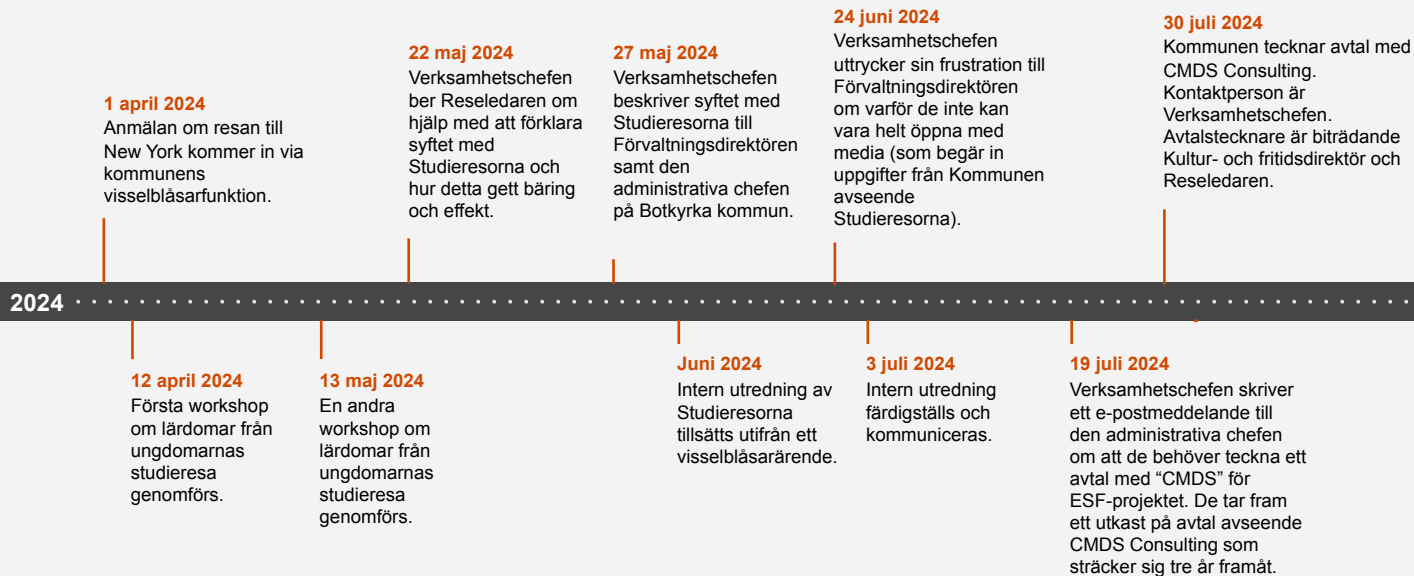 24 juni 2024
Verksamhetschefen
uttrycker sin frustration till
Förvaltningsdirektören
om varför de inte kan
vara helt öppna med
media (som begär in
uppgifter från Kommunen
avseende
Studieresorna).
30 juli 2024
Kommunen tecknar avtal med
CMDS Consulting.
Kontaktperson är
Verksamhetschefen.
Avtalstecknare är biträdande
Kultur- och fritidsdirektör och
Reseledaren.
22 maj 2024
Verksamhetschefen
ber Reseledaren om
hjälp med att förklara
syftet med
Studieresorna och
hur detta gett bäring
och effekt.
27 maj 2024
Verksamhetschefen
beskriver syftet med
Studieresorna till
Förvaltningsdirektören
samt den
administrativa chefen
på Botkyrka kommun.
1 april 2024
Anmälan om resan till
New York kommer in via
kommunens
visselblåsarfunktion.
2024
12 april 2024
Första workshop
om lärdomar från
ungdomarnas
studieresa
genomförs.
13 maj 2024
En andra
workshop om
lärdomar från
ungdomarnas
studieresa
genomförs.
Juni 2024
Intern utredning av
Studieresorna
tillsätts utifrån ett
visselblåsarärende.
3 juli 2024
Intern utredning
färdigställs och
kommuniceras.
19 juli 2024
Verksamhetschefen skriver
ett e-postmeddelande till
den administrativa chefen
om att de behöver teckna ett
avtal med “CMDS” för
ESF-projektet. De tar fram
ett utkast på avtal avseende
CMDS Consulting som
sträcker sig tre år framåt.